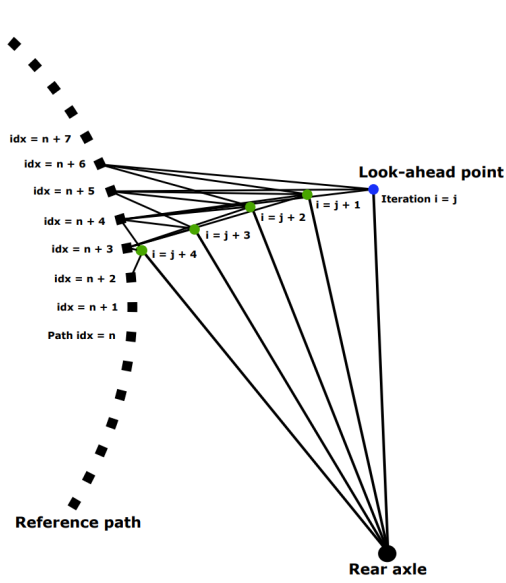 idx = n + 7
idx = n + 6
Look-ahead point
idx = n + 5
Iteration i = j
i = j + 1
i = j + 2
idx = n + 4
i = j + 3
idx = n + 3
i = j + 4
idx = n + 2
idx = n + 1
Path idx = n
Reference path
Rear axle